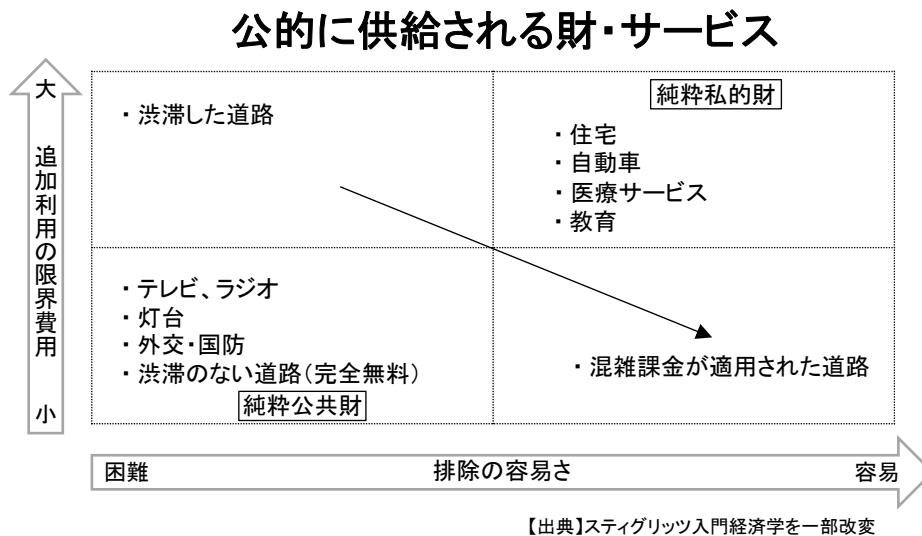 公的に供給される財・サービス
大
追加利用の限界費用
小
・渋滞した道路
純粋私的財
・住宅
・自動車
・医療サービス
・教育
・テレビ、ラジオ
・灯台
・外交・国防
・渋滞のない道路(完全無料)
純粋公共財
・混雑課金が適用された道路
困難
排除の容易さ
容易
【出典】スティグリッツ入門経済学を一部改変